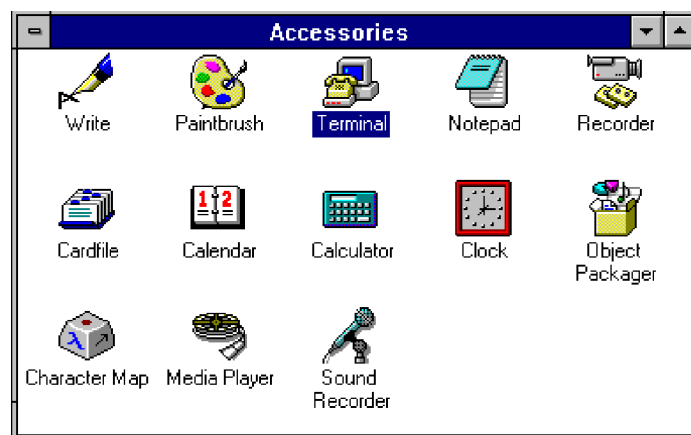 Accessories
Write Paintbrush Terminal Notepad Recorder
1 2
Cardfile Calendar Calculator Clock Object
Packager
λ
Character Map Media Player Sound
Recorder